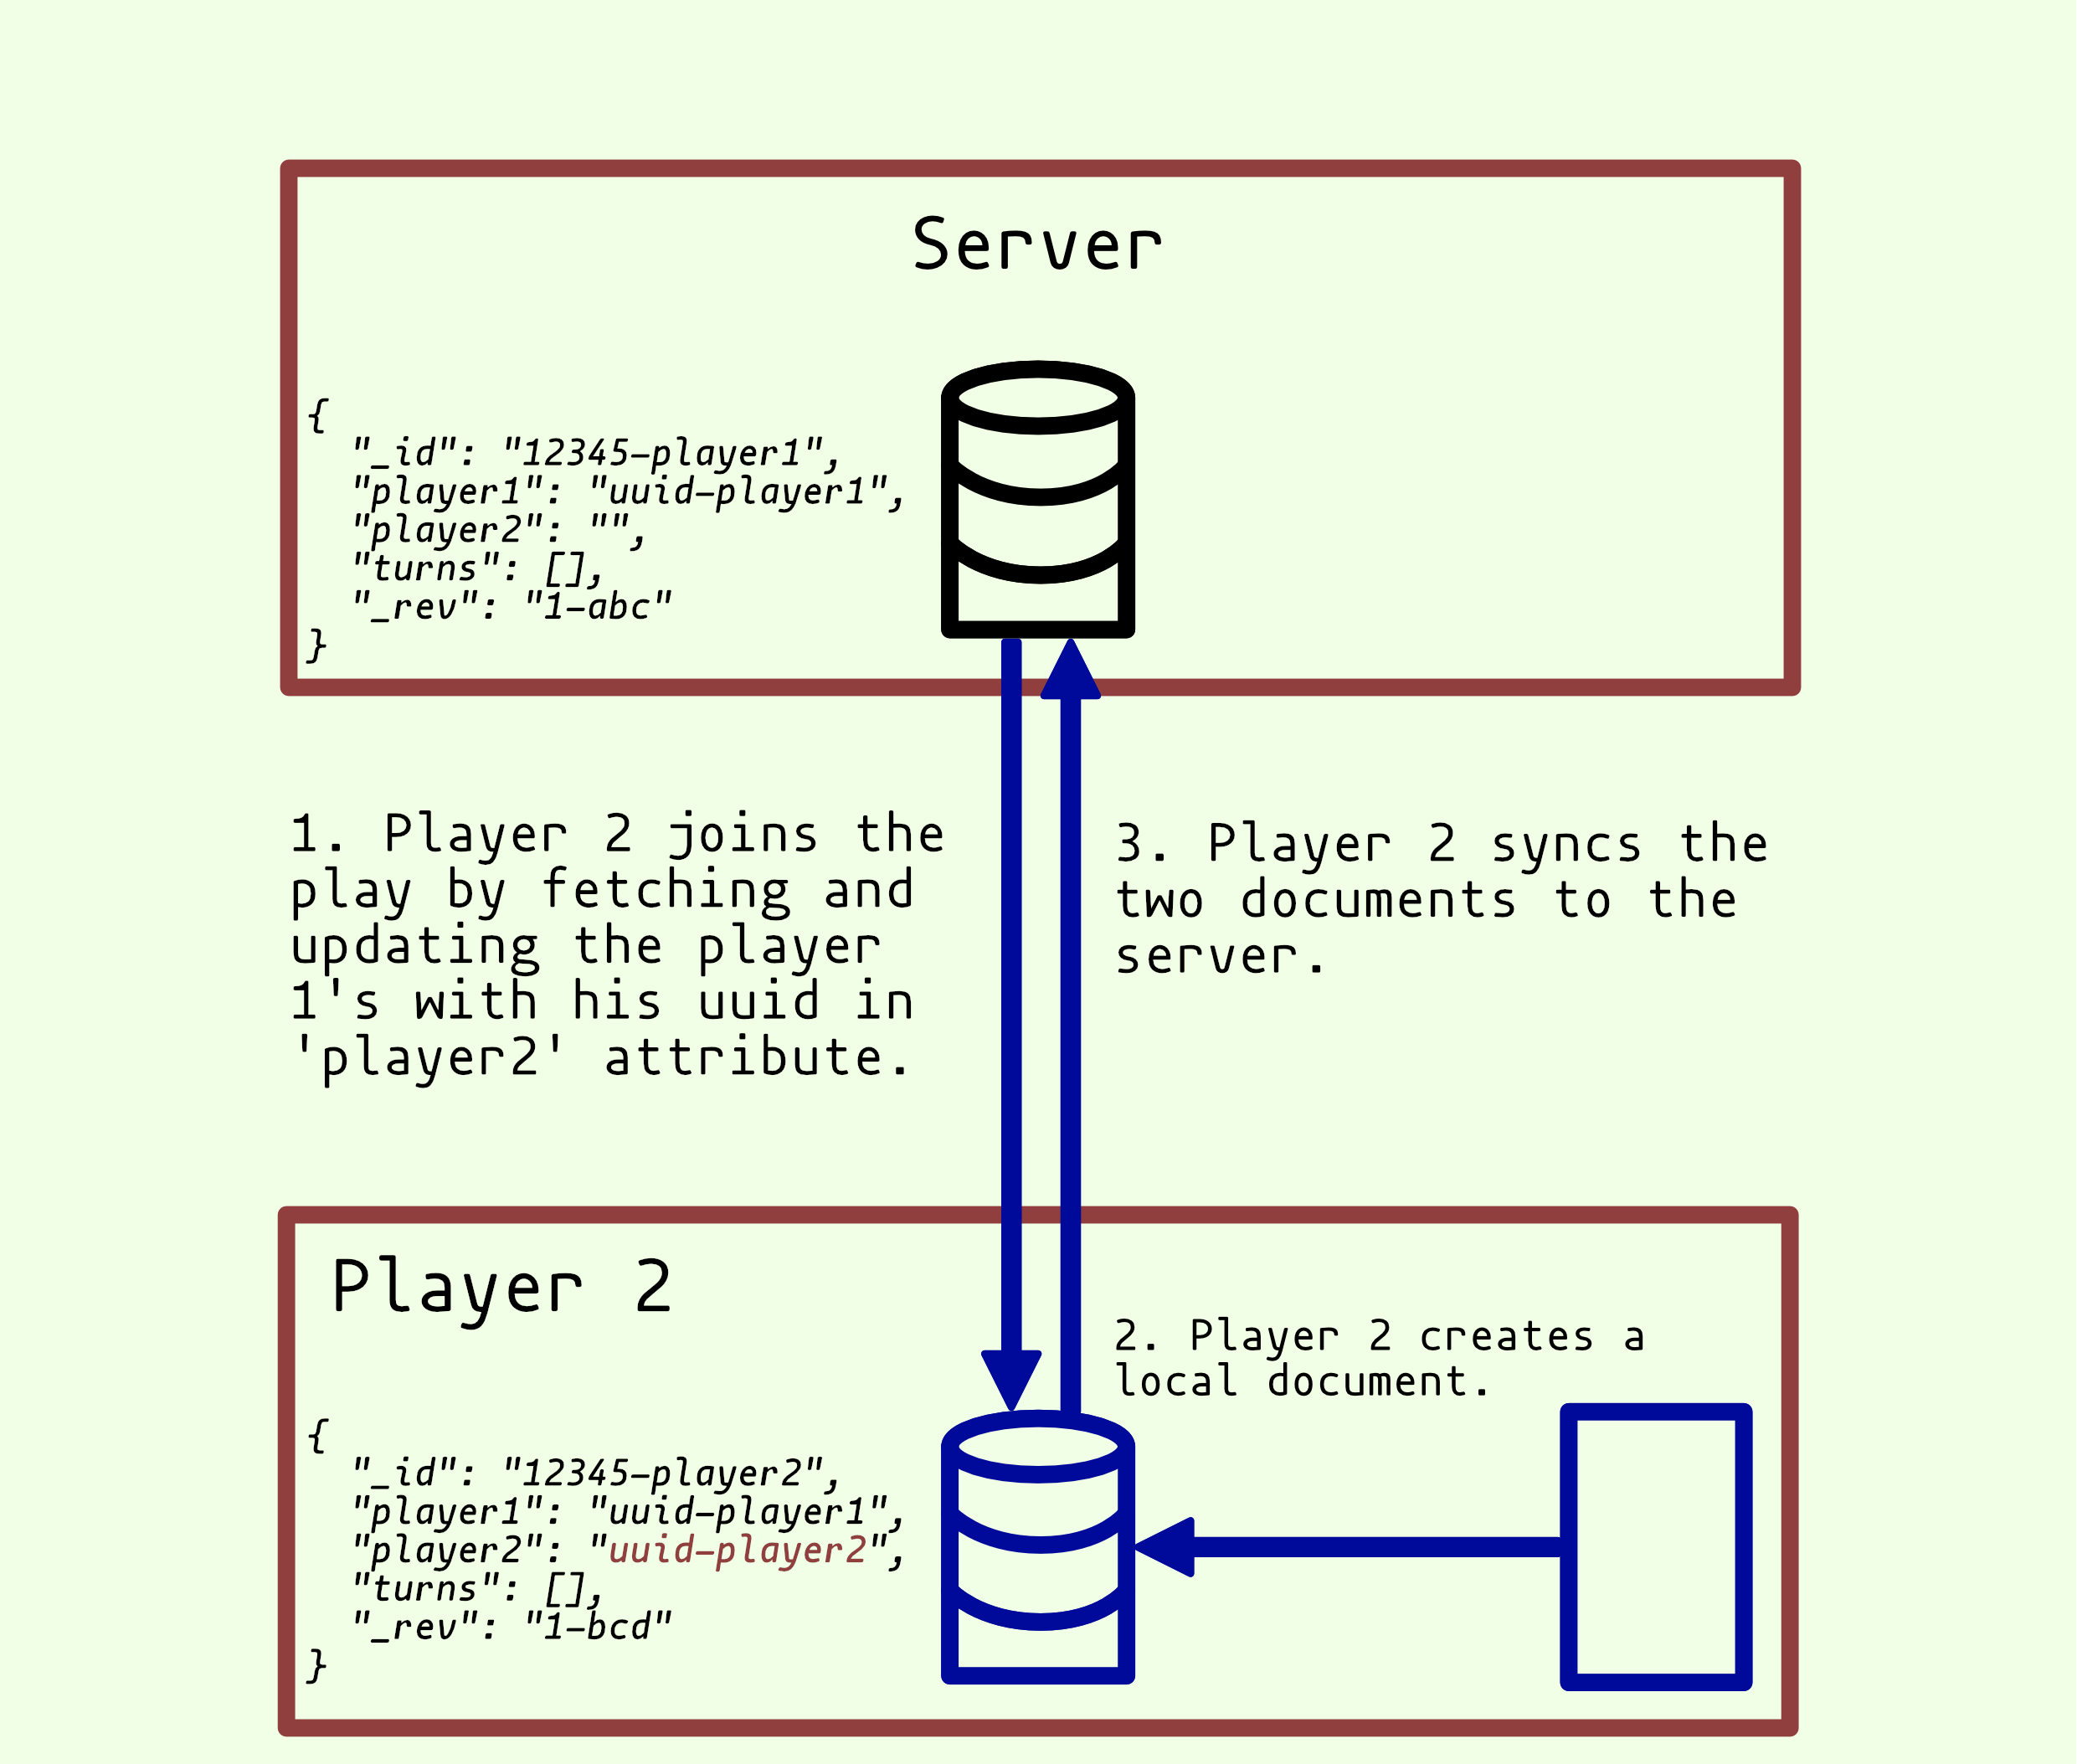 Server
{
"_id": "12345-player1",
"player1": "uuid-player1",
"player2": "",
"turns": [],
"_rev": "1-abc"
}
1. Player 2 joins the
play by fetching and
updating the player
1's with his uuid in
'player2' attribute.
3. Player 2 syncs the
two documents to the
server.
Player 2
2. Player 2 creates a
local document.
{
"_id": "12345-player2",
"player1": "uuid-player1",
"player2": "uuid-player2",
"turns": [],
"_rev": "1-bcd"
}